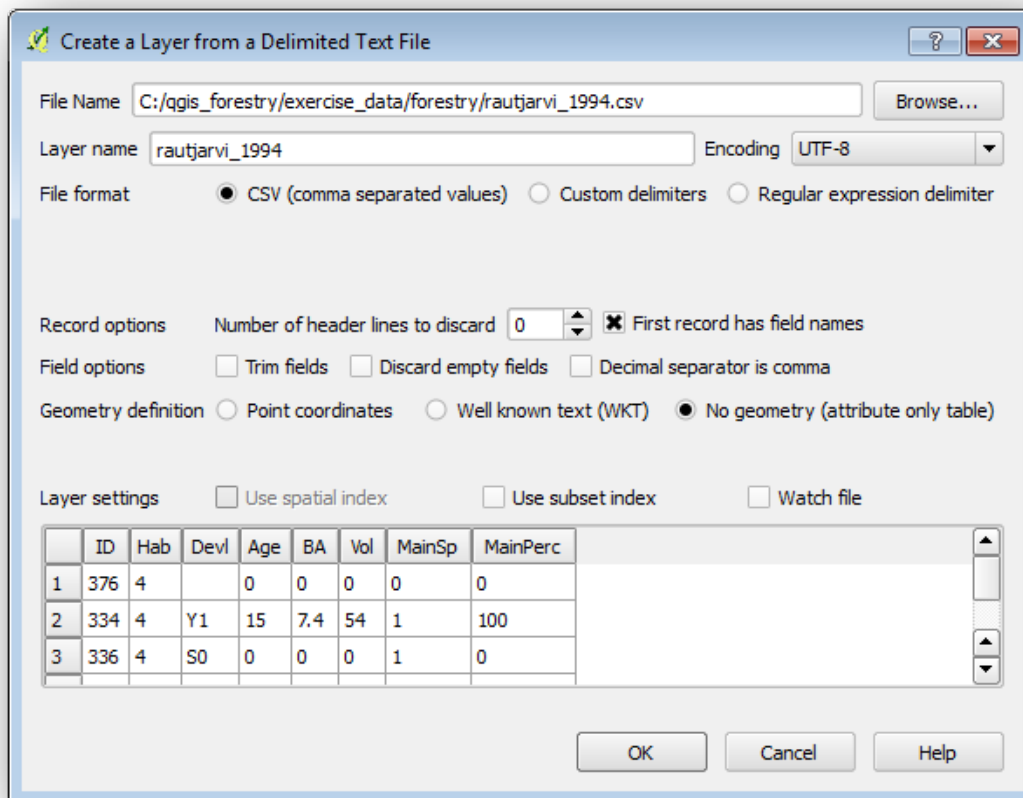 Create a Layer from a Delimited Text File
File Name C:/qgis_forestry/exercise_data/forestry/rautjarvi_1994.csv Browse...
Layer name rautjarvi_1994 Encoding UTF-8
File format CSV (comma separated values) Custom delimiters Regular expression delimiter
Record options Number of header lines to discard 0 First record has field names
Field options Trim fields Discard empty fields Decimal separator is comma
Geometry definition Point coordinates Well known text (WKT) No geometry (attribute only table)
Layer settings Use spatial index Use subset index Watch file
ID Hab Devl Age BA Vol MainSp MainPerc
1 376 4 0 0 0 0 0
2 334 4 Y1 15 7.4 54 1 100
3 336 4 S0 0 0 0 1 0
OK Cancel Help